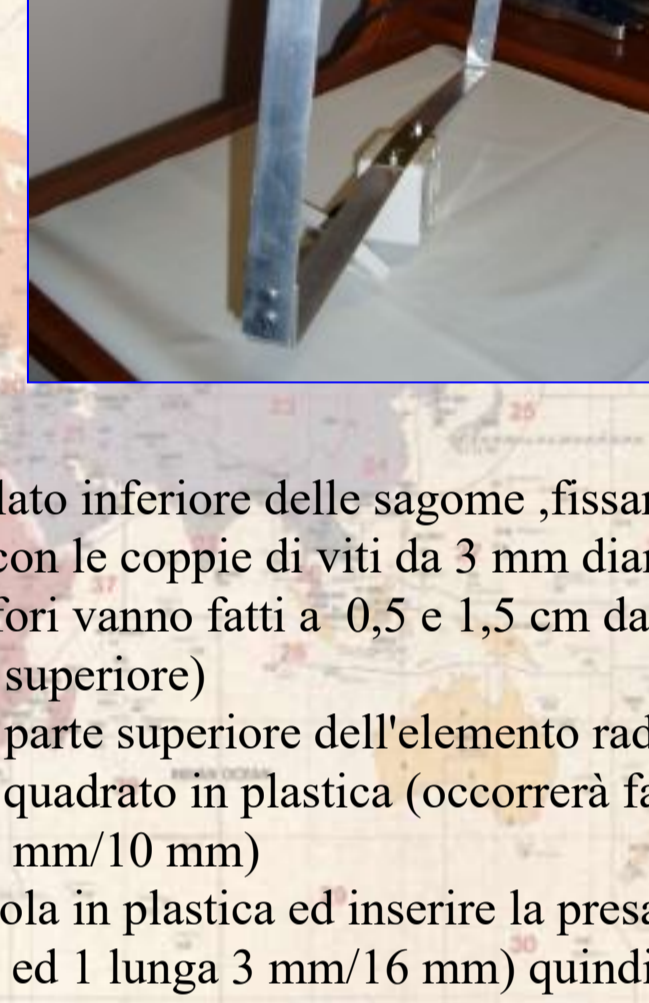 lato inferiore delle sagome ,fissar
con le coppie di viti da 3 mm diar
fori vanno fatti a  0,5 e 1,5 cm da
superiore)
parte superiore dell'elemento rad
quadrato in plastica (occorrerà fa
mm/10 mm)
ola in plastica ed inserire la presa
ed 1 lunga 3 mm/16 mm) quindi